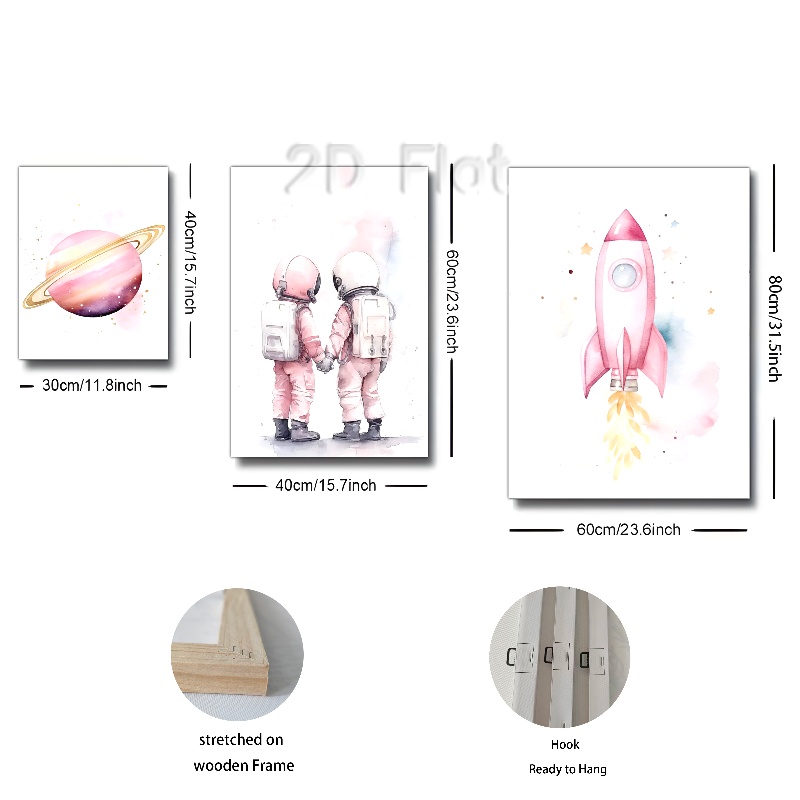 2D Flat
40cm/15.7inch
30cm/11.8inch
60cm/23.6inch
40cm/15.7inch
80cm/31.5inch
60cm/23.6inch
stretched on
wooden Frame
Hook
Ready to Hang